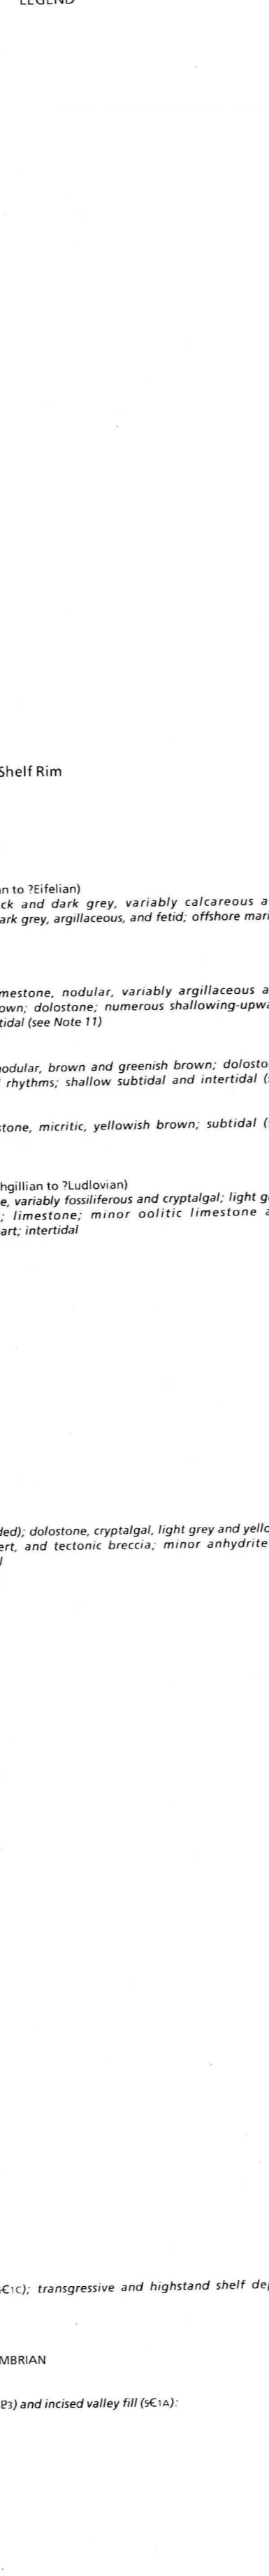 LEGEND
Shelf Rim
n to ?Eifelian)
ck and dark grey, variably calcareous a
ark grey, argillaceous, and fetid; offshore mar
mestone, nodular, variably argillaceous a
own; dolostone; numerous shallowing-upwa
tidal (see Note 11)
nodular, brown and greenish brown; dolosto
rhythms; shallow subtidal and intertidal (
stone, micritic, yellowish brown; subtidal (
hgillian to ?Ludlovian)
e, variably fossiliferous and cryptalgal; light g
; limestone; minor oolitic limestone a
art; intertidal
ded); dolostone, cryptalgal, light grey and yello
ert, and tectonic breccia; minor anhydrite
l
s€1C); transgressive and highstand shelf dep
MBRIAN
P3) and incised valley fill (s€1A):